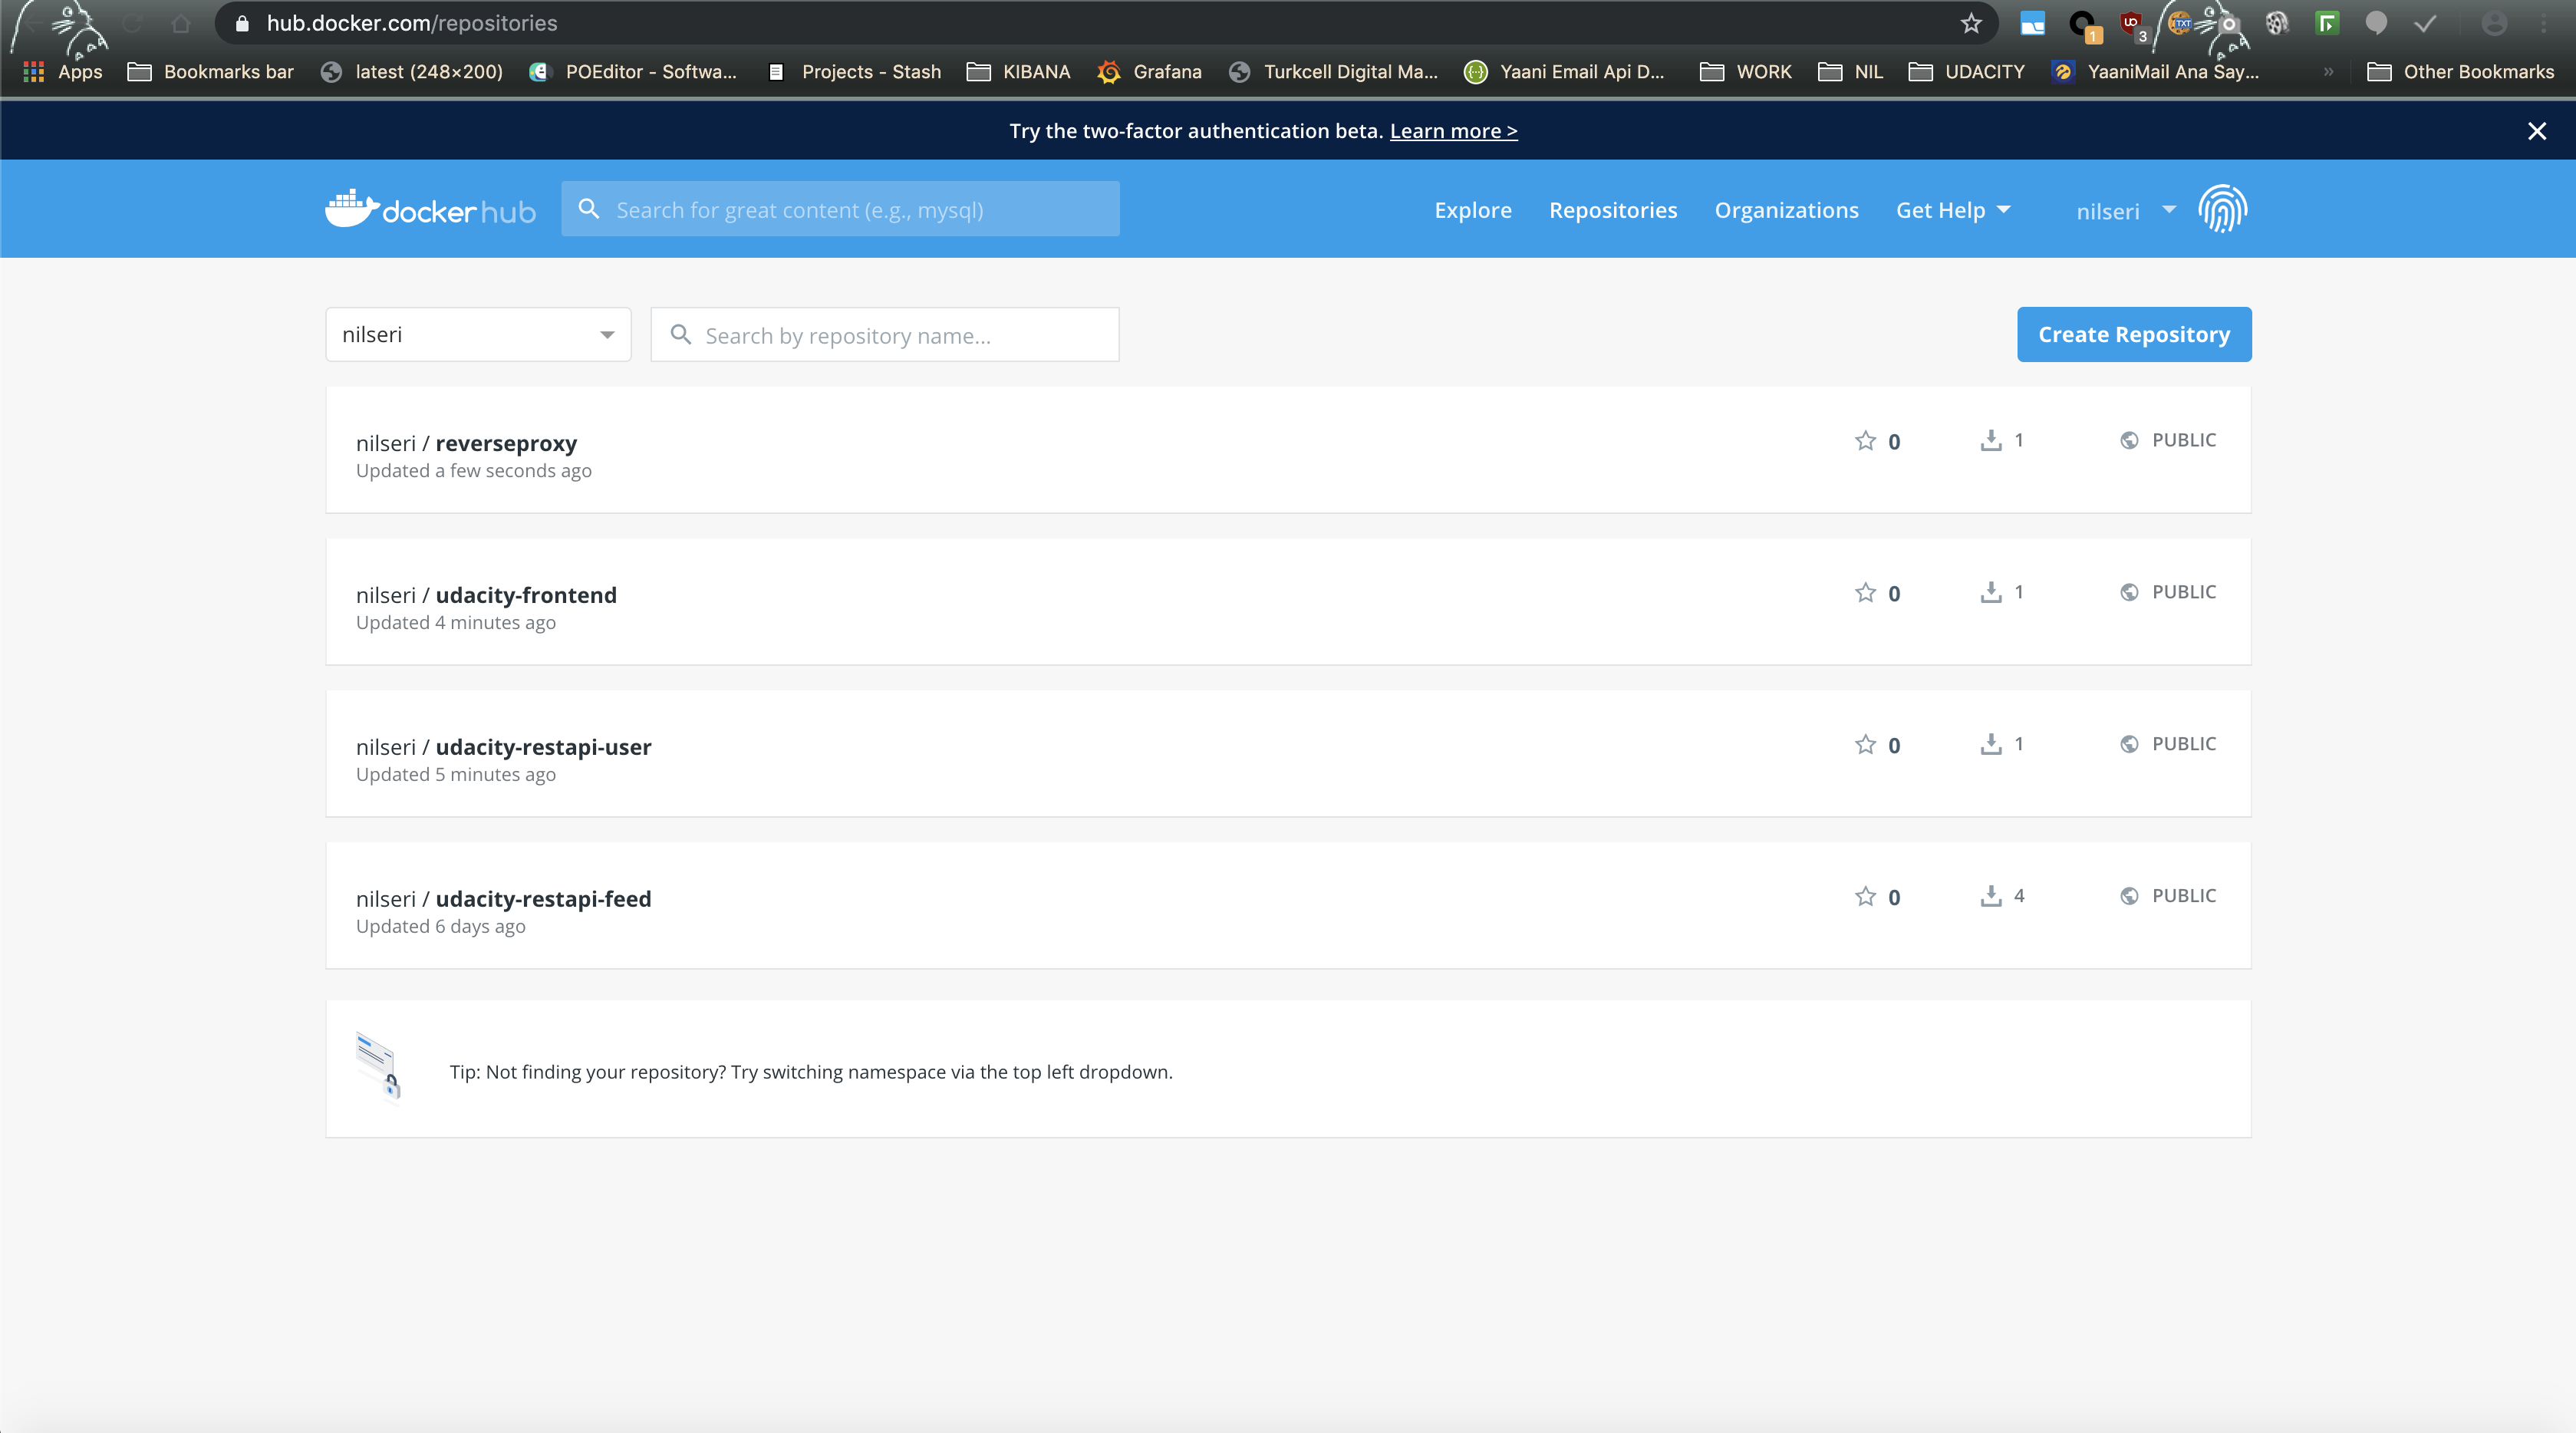 hub.docker.com/repositories
1
3
TXT
Apps Bookmarks bar latest (248×200) POEditor - Softwa... Projects - Stash KIBANA Grafana Turkcell Digital Ma... Yaani Email Api D... WORK NIL UDACITY YaaniMail Ana Say... » Other Bookmarks
Try the two-factor authentication beta. Learn more >
docker hub Search for great content (e.g., mysql) Explore Repositories Organizations Get Help nilseri
nilseri Search by repository name... Create Repository
nilseri / reverseproxy 0 1 PUBLIC
Updated a few seconds ago
nilseri / udacity-frontend 0 1 PUBLIC
Updated 4 minutes ago
nilseri / udacity-restapi-user 0 1 PUBLIC
Updated 5 minutes ago
nilseri / udacity-restapi-feed 0 4 PUBLIC
Updated 6 days ago
Tip: Not finding your repository? Try switching namespace via the top left dropdown.